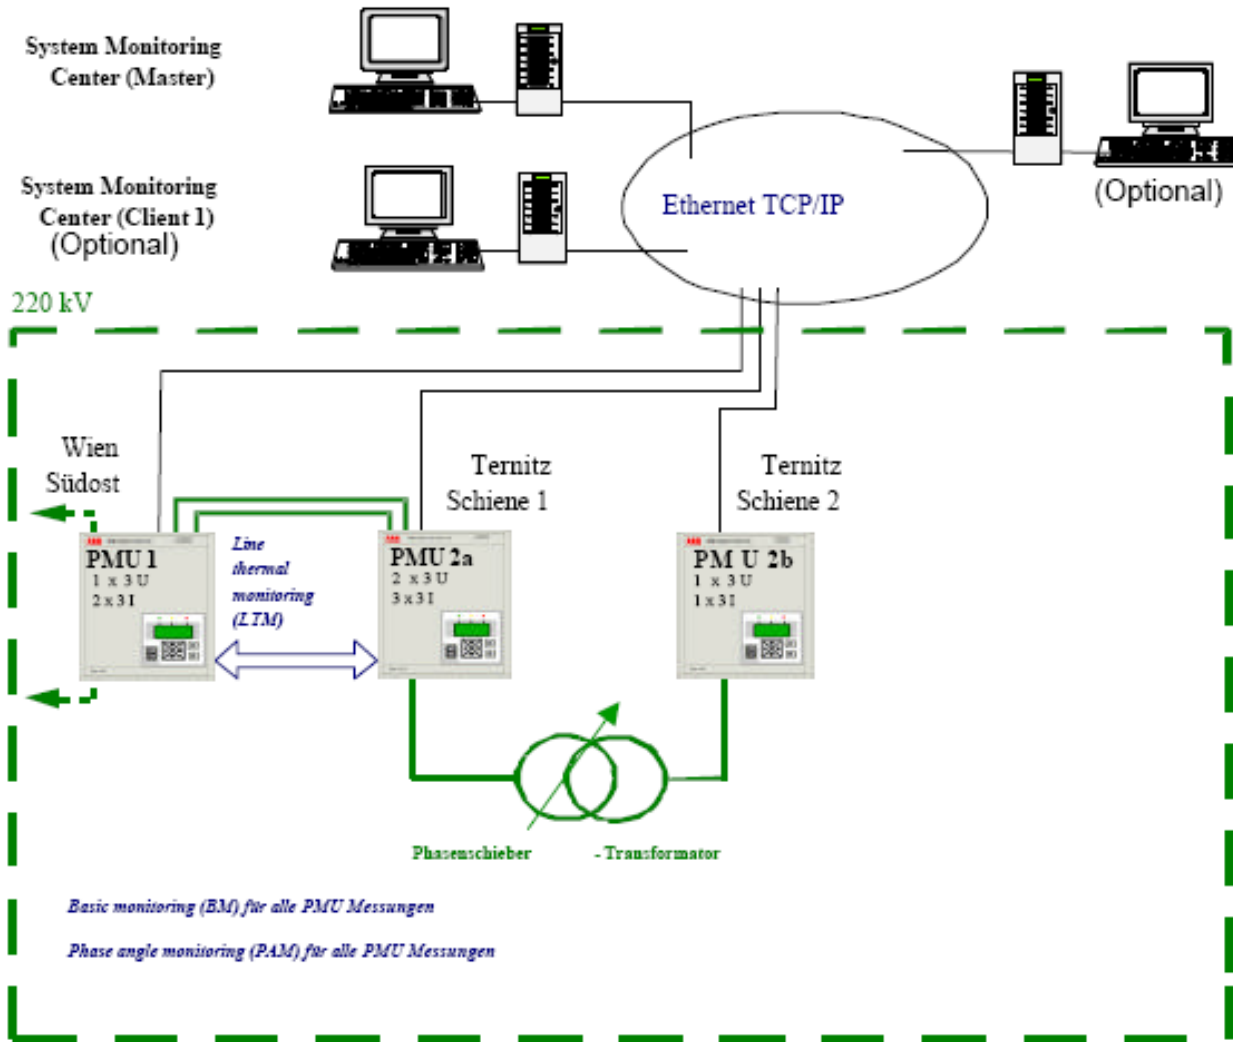 System Monitoring
Center (Master)
System Monitoring
Center (Client 1)
(Optional)
(Optional)
Ethernet TCP/IP
220 kV
Wien
Südost
Ternitz
Schiene 1
Ternitz
Schiene 2
ABB
PMU 1
1 x 3 U
2 x 3 I
Line
thermal
monitoring
(LTM)
ABB
PMU 2a
2 x 3 U
3 x 3 I
ABB
PM U 2b
1 x 3 U
1 x 3 I
Phasenschieber - Transformator
Basic monitoring (BM) für alle PMU Messungen
Phase angle monitoring (PAM) für alle PMU Messungen